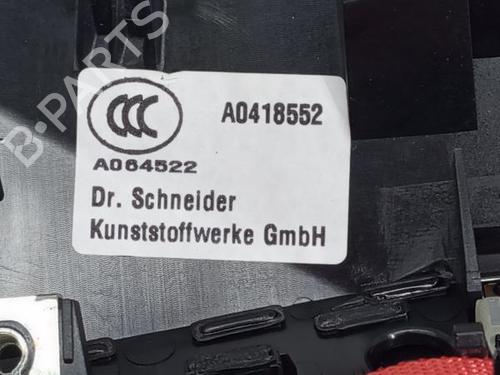 B-PARTS
CCC
A0418552
A064522
Dr. Schneider
Kunststoffwerke GmbH